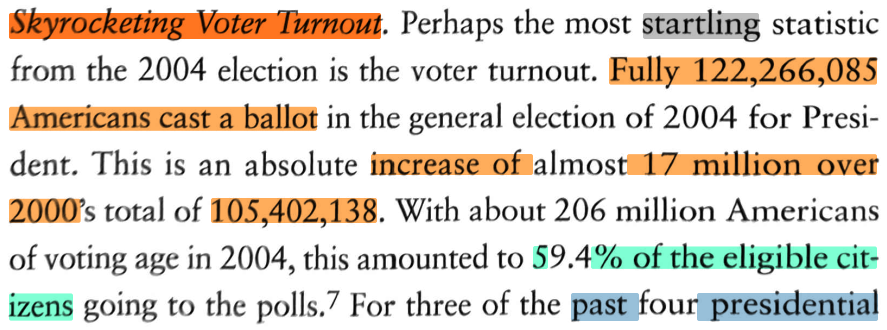 Skyrocketing Voter Turnout. Perhaps the most startling statistic
from the 2004 election is the voter turnout. Fully 122,266,085
Americans cast a ballot in the general election of 2004 for Presi-
dent. This is an absolute increase of almost 17 million over
2000's total of 105,402,138. With about 206 million Americans
of voting age in 2004, this amounted to 59.4% of the eligible cit-
izens going to the polls.7 For three of the past four presidential